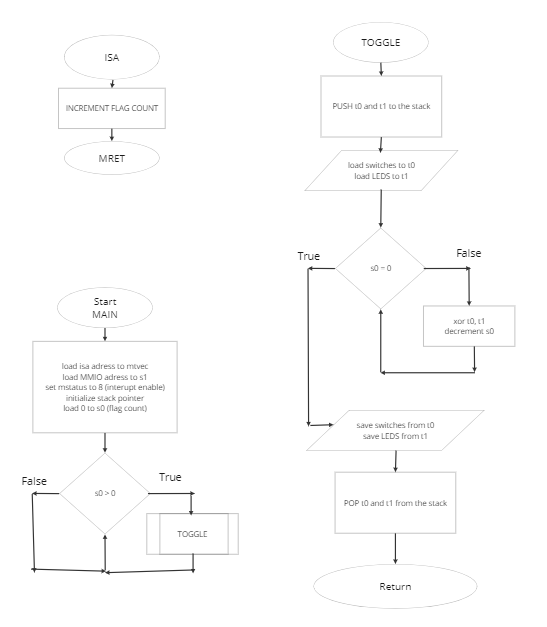 ISA
INCREMENT FLAG COUNT
MRET
Start
MAIN
load isa adress to mtvec
load MMIO adress to s1
set mstatus to 8 (interupt enable)
initialize stack pointer
load 0 to s0 (flag count)
False
True
s0 > 0
TOGGLE
TOGGLE
PUSH t0 and t1 to the stack
load switches to t0
load LEDS to t1
True
False
s0 = 0
xor t0, t1
decrement s0
save switches from t0
save LEDS from t1
POP t0 and t1 from the stack
Return